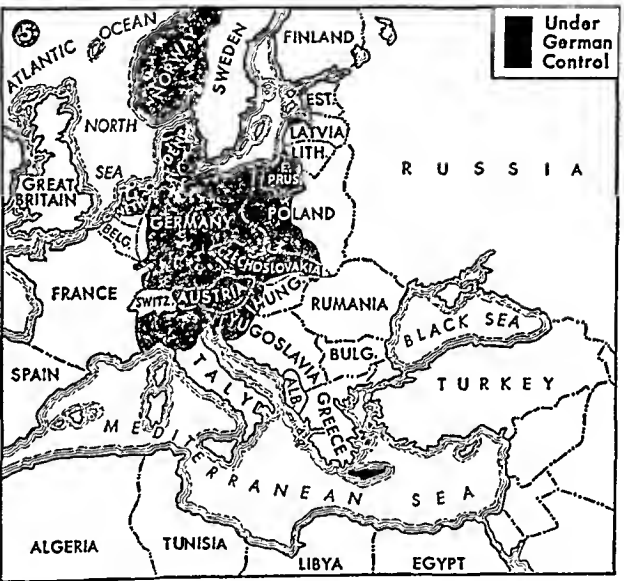 5
Under
German
Control
ATLANTIC OCEAN
NORWAY
SWEDEN
FINLAND
EST.
LATVIA
LITH.
NORTH
SEA
DEN.
E.
PRUS.
RUSSIA
GREAT
BRITAIN
GERMANY
POLAND
BELG.
CZECHOSLOVAKIA
FRANCE
SWITZ.
AUSTRIA
HUNG.
RUMANIA
BLACK SEA
YUGOSLAVIA
BULG.
SPAIN
ITALY
ALB.
GREECE
TURKEY
MEDITERRANEAN SEA
ALGERIA
TUNISIA
LIBYA
EGYPT